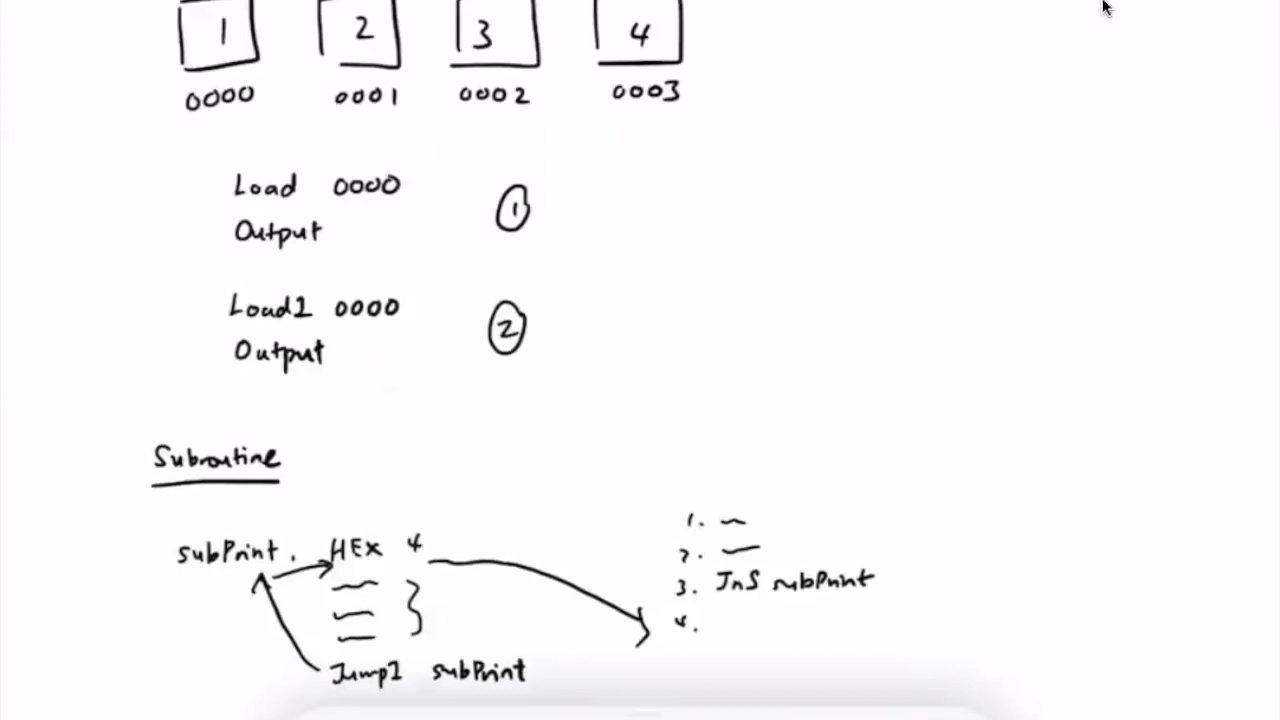 1 2 3 4
0000 0001 0002 0003
Load 0000
Output
1
LoadI 0000
Output
2
Subroutine
subPrint, HEX 4
JumpI subPrint
1.
2.
3. JnS subPrint
4.